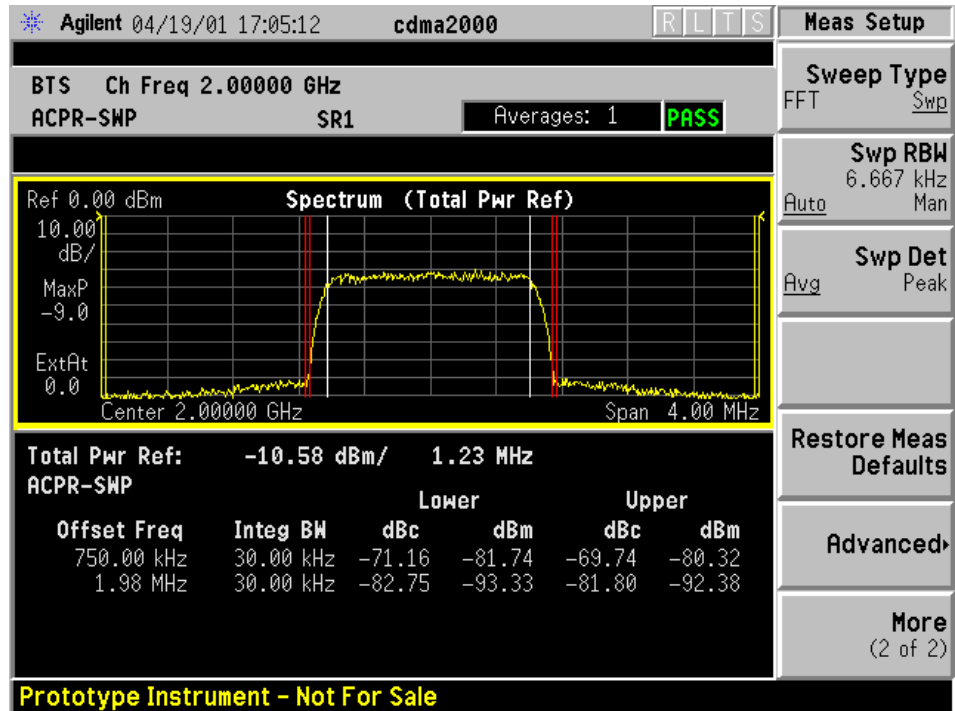 Agilent 04/19/01 17:05:12 cdma2000 R L T S Meas Setup
BTS Ch Freq 2.00000 GHz
ACPR-SWP SR1 Averages: 1 PASS
Ref 0.00 dBm Spectrum (Total Pwr Ref)
10.00
dB/
MaxP
-9.0
ExtAt
0.0
Center 2.00000 GHz Span 4.00 MHz
Total Pwr Ref: -10.58 dBm/ 1.23 MHz
ACPR-SWP
Lower Upper
Offset Freq Integ BW dBc dBm dBc dBm
750.00 kHz 30.00 kHz -71.16 -81.74 -69.74 -80.32
1.98 MHz 30.00 kHz -82.75 -93.33 -81.80 -92.38
Sweep Type
FFT Swp
Swp RBW
6.667 kHz
Auto Man
Swp Det
Avg Peak
Restore Meas
Defaults
Advanced
More
(2 of 2)
Prototype Instrument - Not For Sale